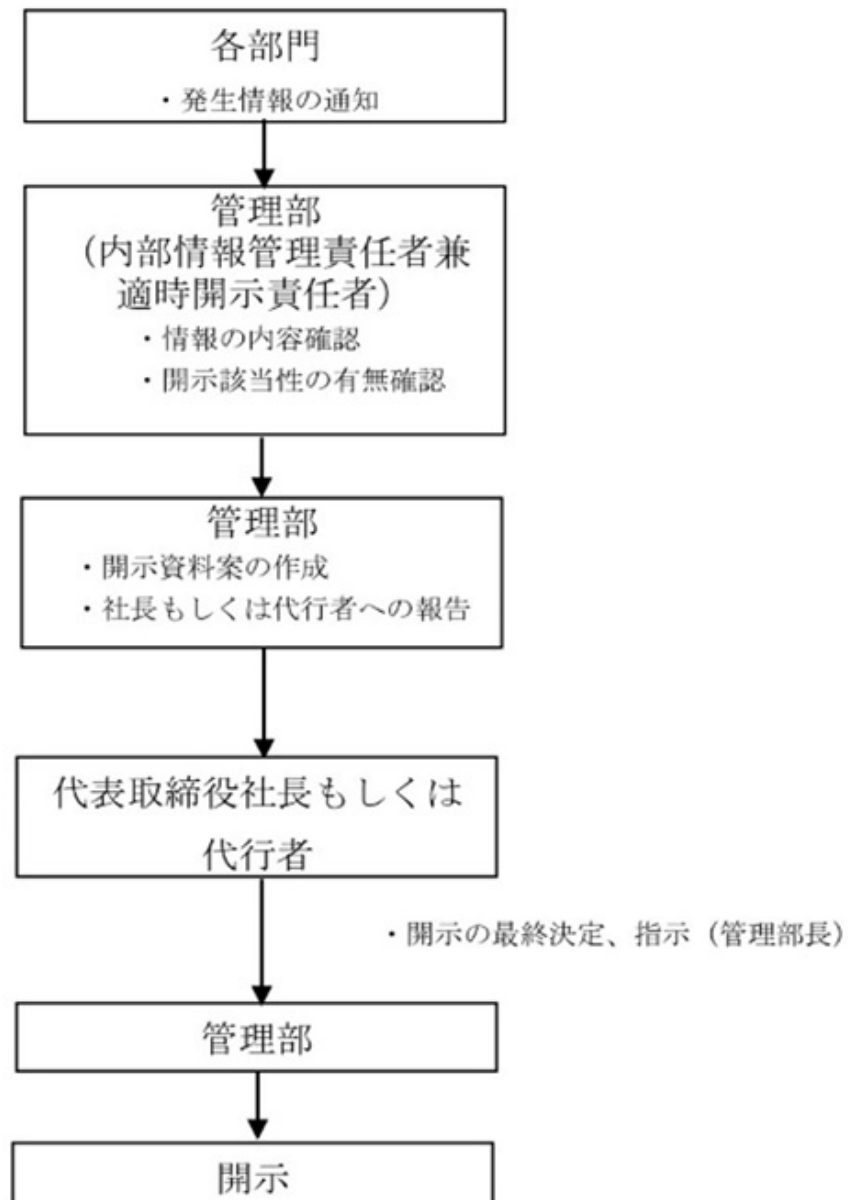 各部門
・発生情報の通知
管理部
（内部情報管理責任者兼
適時開示責任者）
・情報の内容確認
・開示該当性の有無確認
管理部
・開示資料案の作成
・社長もしくは代行者への報告
代表取締役社長もしくは
代行者
・開示の最終決定、指示（管理部長）
管理部
開示